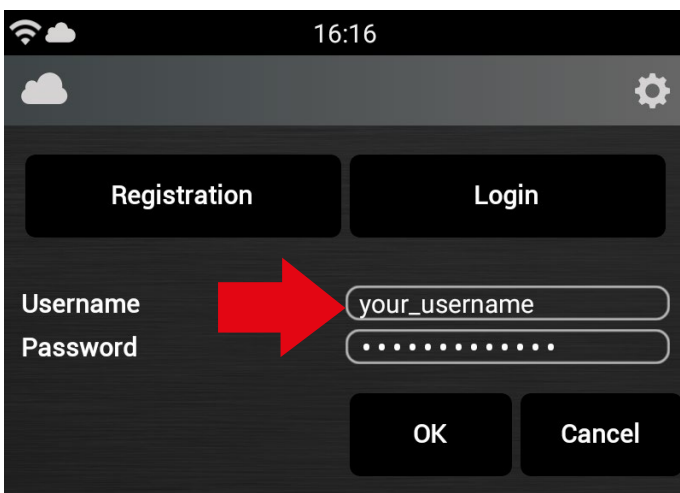 16:16
Registration Login
Username your_username
Password •••••••••••••
OK Cancel